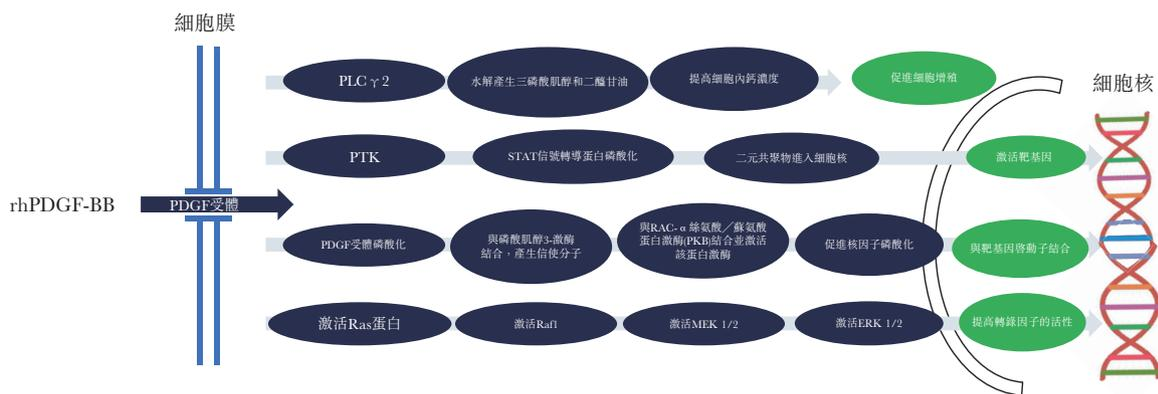 細胞膜
細胞核
PLC γ2
水解產生三磷酸肌醇和二醯甘油
提高細胞內鈣濃度
促進細胞增殖
PTK
STAT信號轉導蛋白磷酸化
二元共聚物進入細胞核
激活靶基因
rhPDGF-BB
PDGF受體
PDGF受體磷酸化
與磷酸肌醇3-激酶
結合，產生信使分子
與RAC-α絲氨酸／蘇氨酸
蛋白激酶(PKB)結合並激活
該蛋白激酶
促進核因子磷酸化
與靶基因啓動子結合
激活Ras蛋白
激活Raf1
激活MEK 1/2
激活ERK 1/2
提高轉錄因子的活性